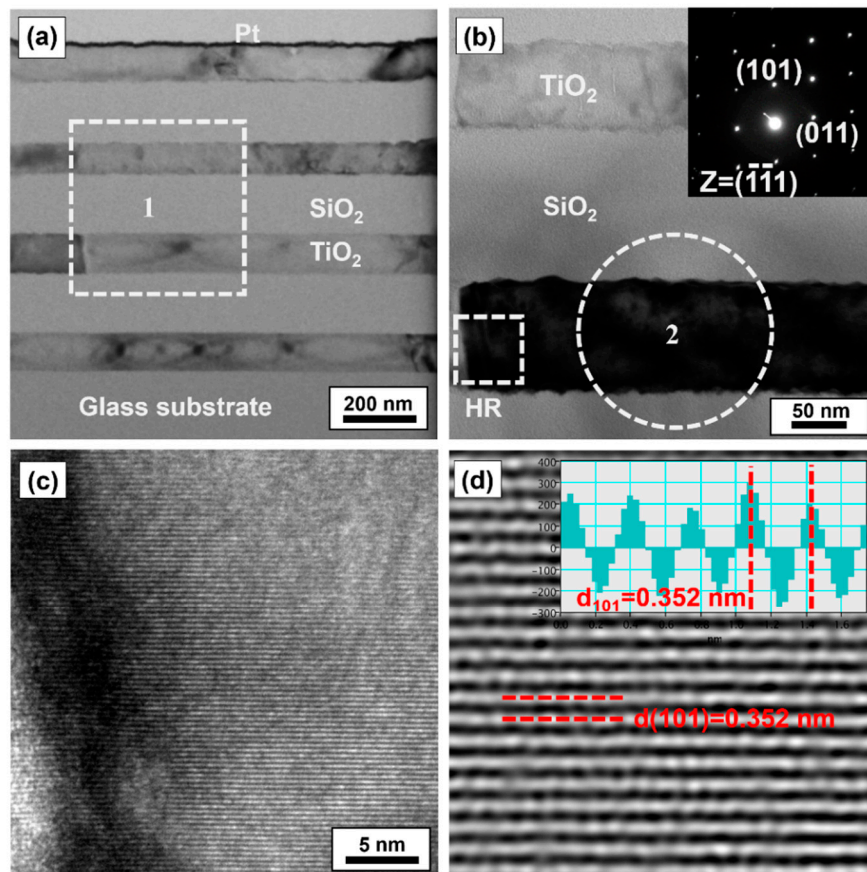 (a)
Pt
1
SiO₂
TiO₂
Glass substrate
200 nm
(b)
TiO₂
(101)
(011)
Z=(1̅1̅1)
SiO₂
2
HR
50 nm
(c)
5 nm
(d)
400
300
200
100
0
-100
-200
-300
d₁₀₁=0.352 nm
0.0 0.2 0.4 0.6 0.8 1.0 1.2 1.4 1.6
nm
d(101)=0.352 nm